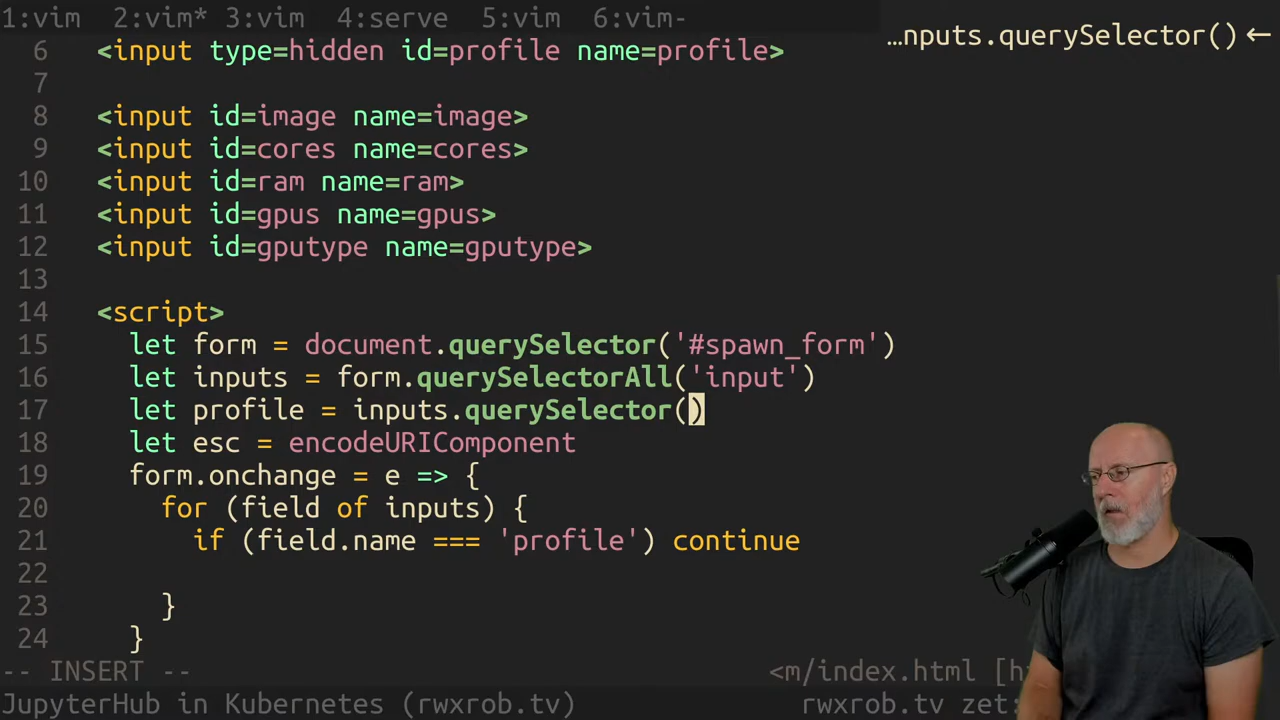 1:vim 2:vim* 3:vim 4:serve 5:vim 6:vim-
…nputs.querySelector() ←
6 <input type=hidden id=profile name=profile>
7
8 <input id=image name=image>
9 <input id=cores name=cores>
10 <input id=ram name=ram>
11 <input id=gpus name=gpus>
12 <input id=gputype name=gputype>
13
14 <script>
15 let form = document.querySelector('#spawn_form')
16 let inputs = form.querySelectorAll('input')
17 let profile = inputs.querySelector()
18 let esc = encodeURIComponent
19 form.onchange = e => {
20 for (field of inputs) {
21 if (field.name === 'profile') continue
22
23 }
24 }
-- INSERT -- <m/index.html
JupyterHub in Kubernetes (rwxrob.tv) rwxrob.tv zet: